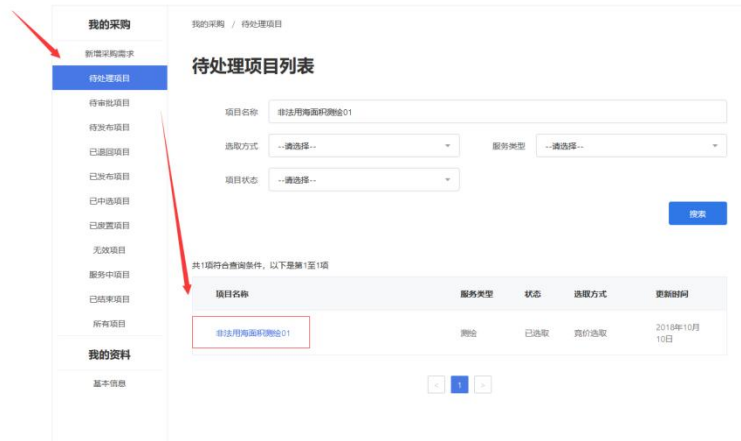 我的采购
新增采购需求
待处理项目
待审批项目
待发布项目
已退回项目
已发布项目
已中选项目
已废置项目
无效项目
服务中项目
已结束项目
所有项目
我的资料
基本信息
我的采购 / 待处理项目
待处理项目列表
项目名称 非法用海面积测绘01
选取方式 --请选择-- 服务类型 --请选择--
项目状态 --请选择--
搜索
共1项符合查询条件，以下是第1至1项
项目名称 服务类型 状态 选取方式 更新时间
非法用海面积测绘01 测绘 已选取 竞价选取 2018年10月
10日
< 1 >